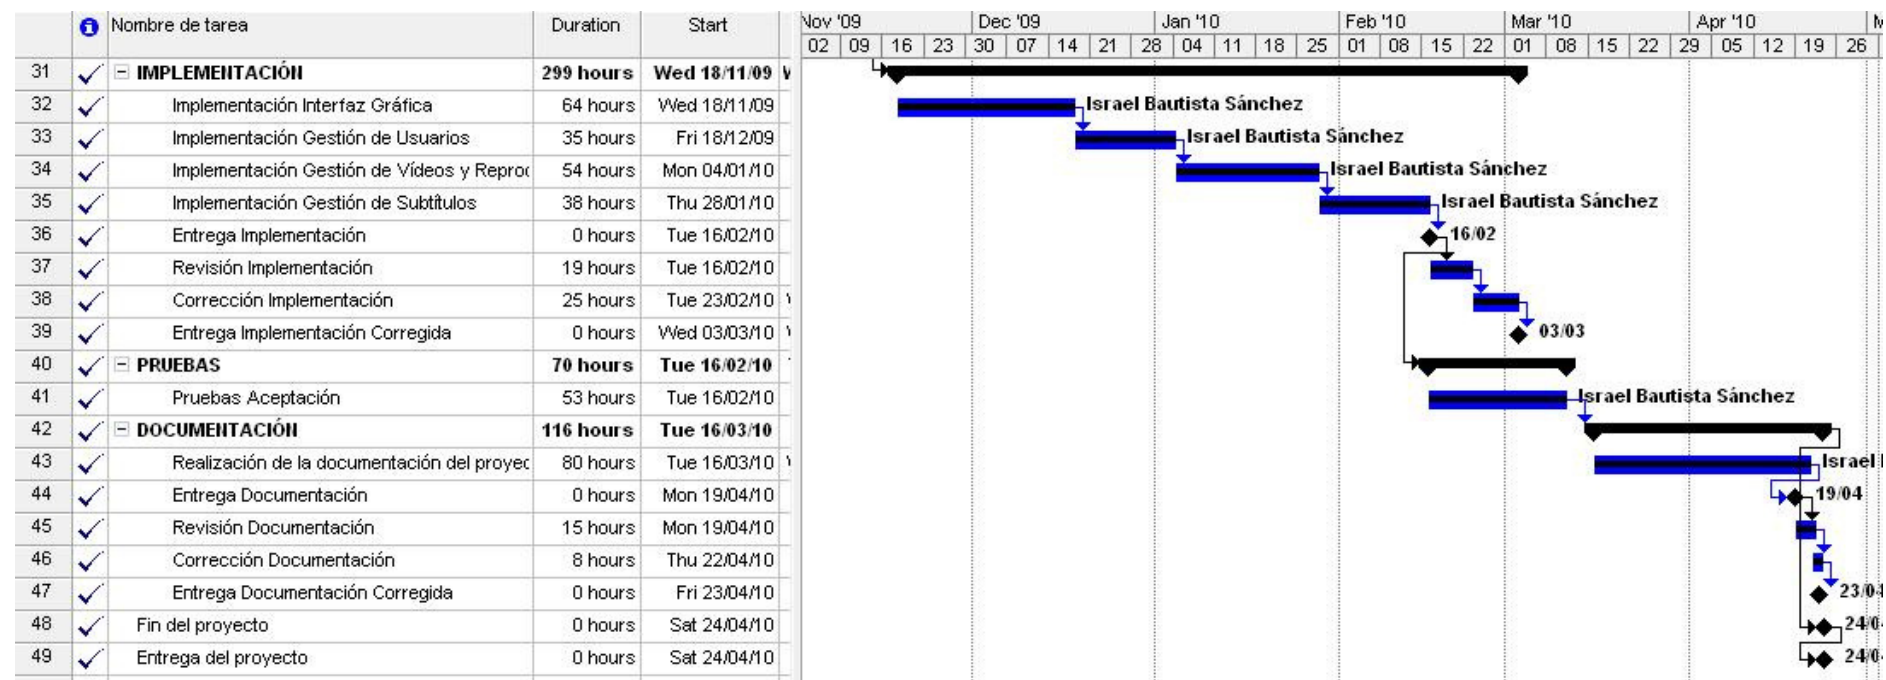 Nombre de tarea Duration Start Nov '09 Dec '09 Jan '10 Feb '10 Mar '10 Apr '10
02 09 16 23 30 07 14 21 28 04 11 18 25 01 08 15 22 01 08 15 22 29 05 12 19 26
31 IMPLEMENTACIÓN 299 hours Wed 18/11/09
32 Implementación Interfaz Gráfica 64 hours Wed 18/11/09 Israel Bautista Sánchez
33 Implementación Gestión de Usuarios 35 hours Fri 18/12/09 Israel Bautista Sánchez
34 Implementación Gestión de Vídeos y Repro 54 hours Mon 04/01/10 Israel Bautista Sánchez
35 Implementación Gestión de Subtítulos 38 hours Thu 28/01/10 Israel Bautista Sánchez
36 Entrega Implementación 0 hours Tue 16/02/10 16/02
37 Revisión Implementación 19 hours Tue 16/02/10
38 Corrección Implementación 25 hours Tue 23/02/10
39 Entrega Implementación Corregida 0 hours Wed 03/03/10 03/03
40 PRUEBAS 70 hours Tue 16/02/10
41 Pruebas Aceptación 53 hours Tue 16/02/10 Israel Bautista Sánchez
42 DOCUMENTACIÓN 116 hours Tue 16/03/10
43 Realización de la documentación del proyec 80 hours Tue 16/03/10 Israel
44 Entrega Documentación 0 hours Mon 19/04/10 19/04
45 Revisión Documentación 15 hours Mon 19/04/10
46 Corrección Documentación 8 hours Thu 22/04/10
47 Entrega Documentación Corregida 0 hours Fri 23/04/10 23/04
48 Fin del proyecto 0 hours Sat 24/04/10 24/0
49 Entrega del proyecto 0 hours Sat 24/04/10 24/0